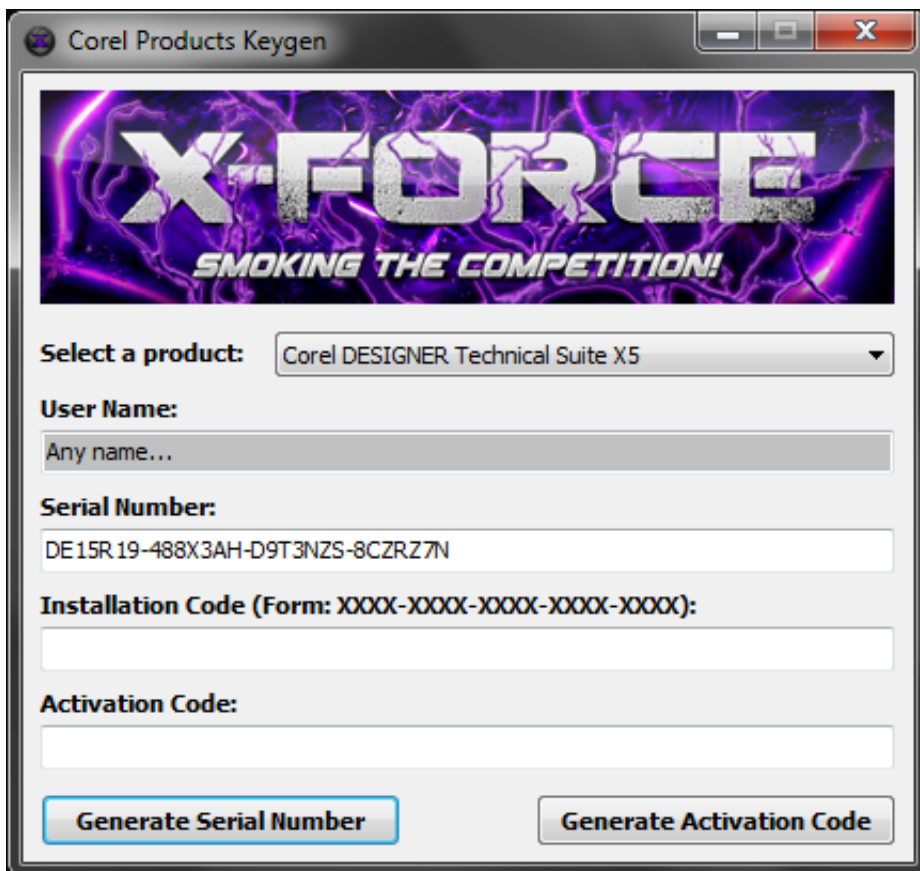 Corel Products Keygen
X-FORCE
SMOKING THE COMPETITION!
Select a product: Corel DESIGNER Technical Suite X5
User Name:
Any name...
Serial Number:
DE15R19-488X3AH-D9T3NZS-8CZRZ7N
Installation Code (Form: XXXX-XXXX-XXXX-XXXX-XXXX):
Activation Code:
Generate Serial Number Generate Activation Code